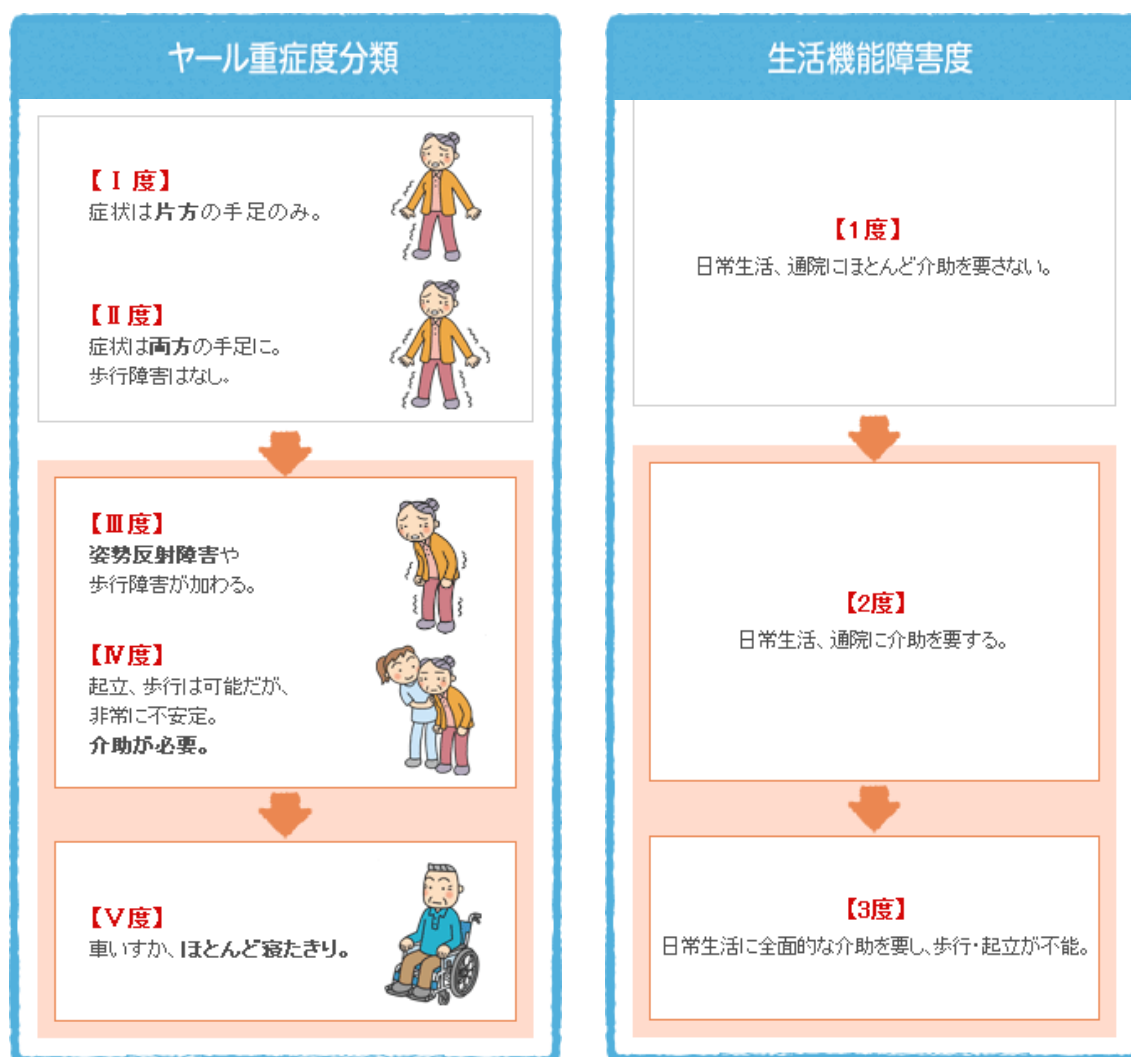 ヤール重症度分類
【Ⅰ度】
症状は片方の手足のみ。
【Ⅱ度】
症状は両方の手足に。
歩行障害はなし。
【Ⅲ度】
姿勢反射障害や
歩行障害が加わる。
【Ⅳ度】
起立、歩行は可能だが、
非常に不安定。
介助が必要。
【Ⅴ度】
車いすか、ほとんど寝たきり。
生活機能障害度
【1度】
日常生活、通院にほとんど介助を要さない。
【2度】
日常生活、通院に介助を要する。
【3度】
日常生活に全面的な介助を要し、歩行・起立が不能。